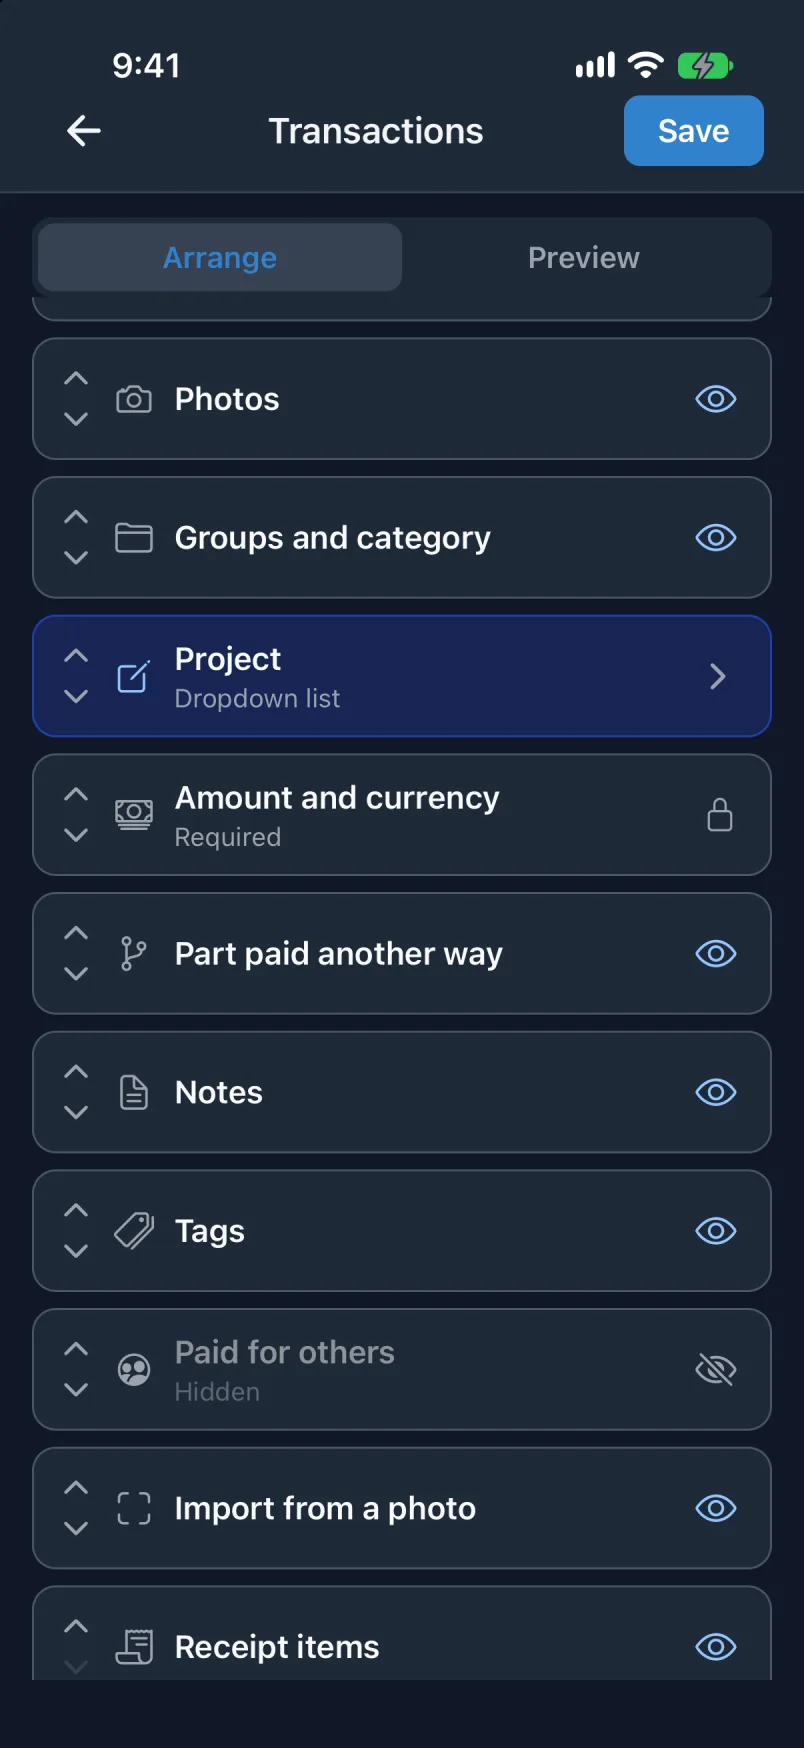 9:41
Transactions
Save
Arrange
Preview
Photos
Groups and category
Project
Dropdown list
Amount and currency
Required
Part paid another way
Notes
Tags
Paid for others
Hidden
Import from a photo
Receipt items